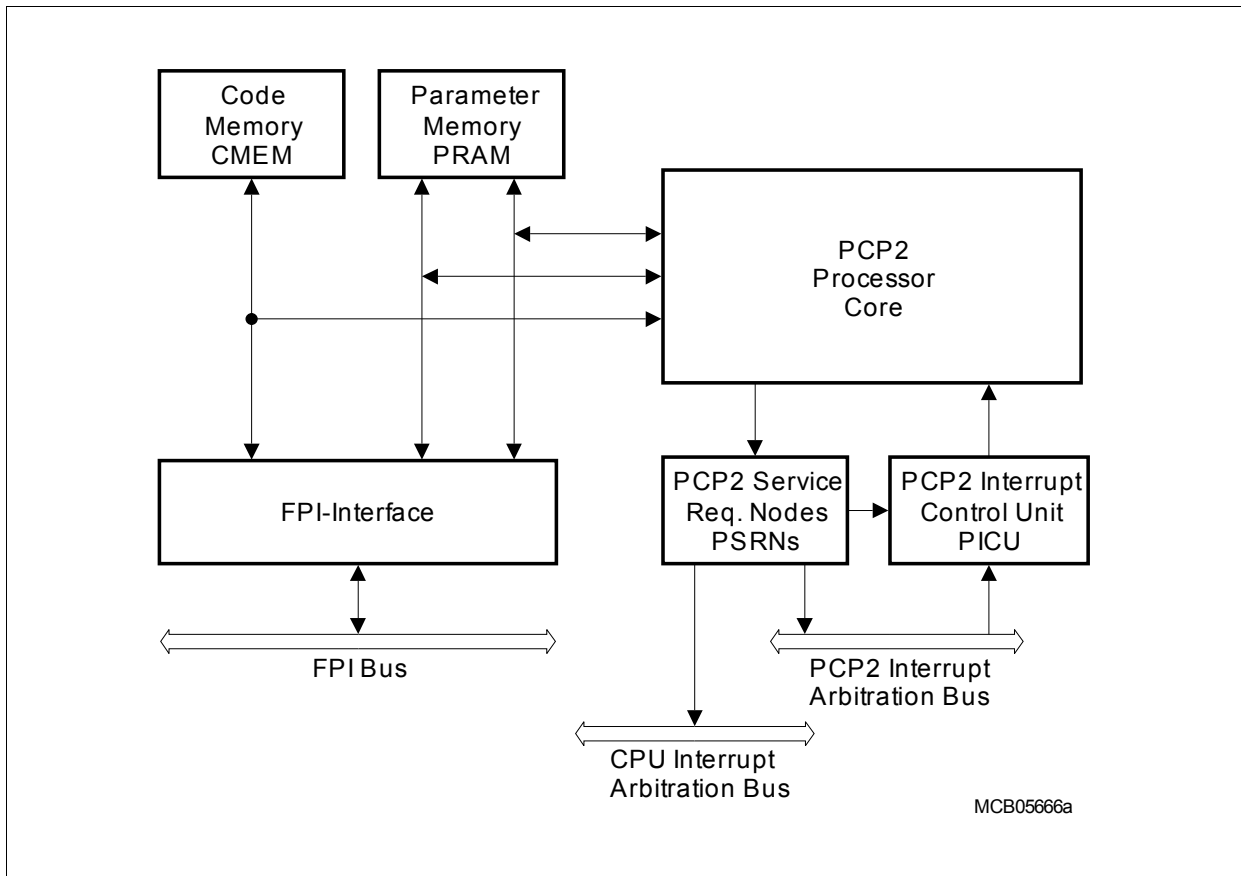 Code
Memory
CMEM
Parameter
Memory
PRAM
PCP2
Processor
Core
FPI-Interface
PCP2 Service
Req. Nodes
PSRNs
PCP2 Interrupt
Control Unit
PICU
FPI Bus
PCP2 Interrupt
Arbitration Bus
CPU Interrupt
Arbitration Bus
MCB05666a